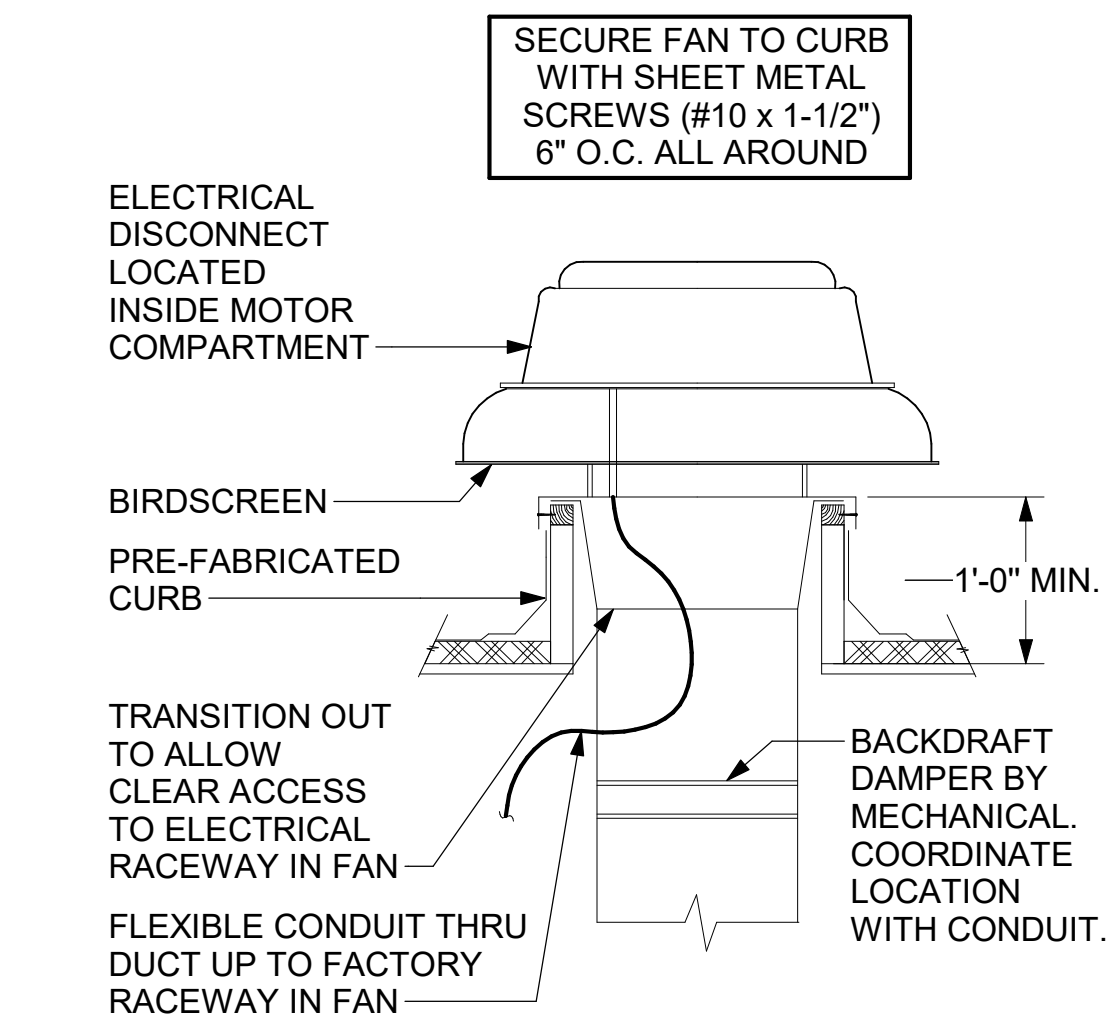 SECURE FAN TO CURB
WITH SHEET METAL
SCREWS (#10 x 1-1/2")
6" O.C. ALL AROUND
ELECTRICAL
DISCONNECT
LOCATED
INSIDE MOTOR
COMPARTMENT
BIRDSCREEN
PRE-FABRICATED
CURB
1'-0" MIN.
TRANSITION OUT
TO ALLOW
CLEAR ACCESS
TO ELECTRICAL
RACEWAY IN FAN
BACKDRAFT
DAMPER BY
MECHANICAL.
COORDINATE
LOCATION
WITH CONDUIT.
FLEXIBLE CONDUIT THRU
DUCT UP TO FACTORY
RACEWAY IN FAN